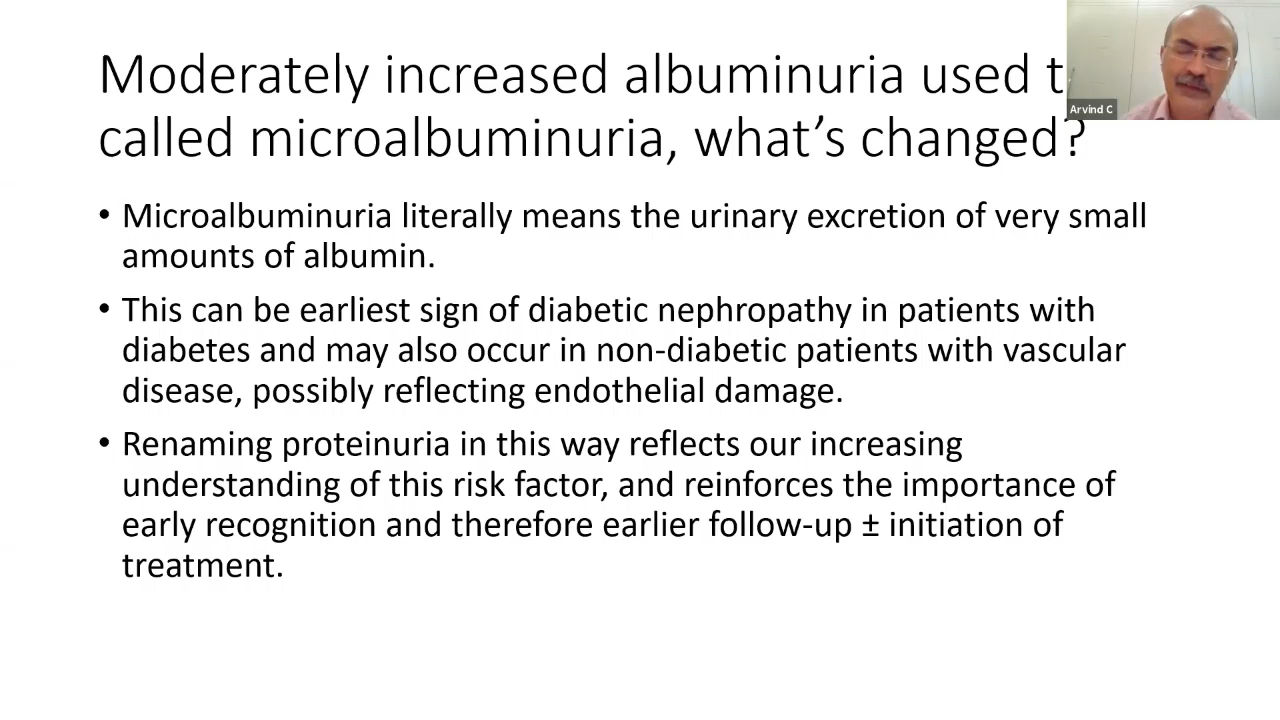 Moderately increased albuminuria used t
called microalbuminuria, what's changed?
Arvind C
• Microalbuminuria literally means the urinary excretion of very small
amounts of albumin.
• This can be earliest sign of diabetic nephropathy in patients with
diabetes and may also occur in non-diabetic patients with vascular
disease, possibly reflecting endothelial damage.
• Renaming proteinuria in this way reflects our increasing
understanding of this risk factor, and reinforces the importance of
early recognition and therefore earlier follow-up ± initiation of
treatment.